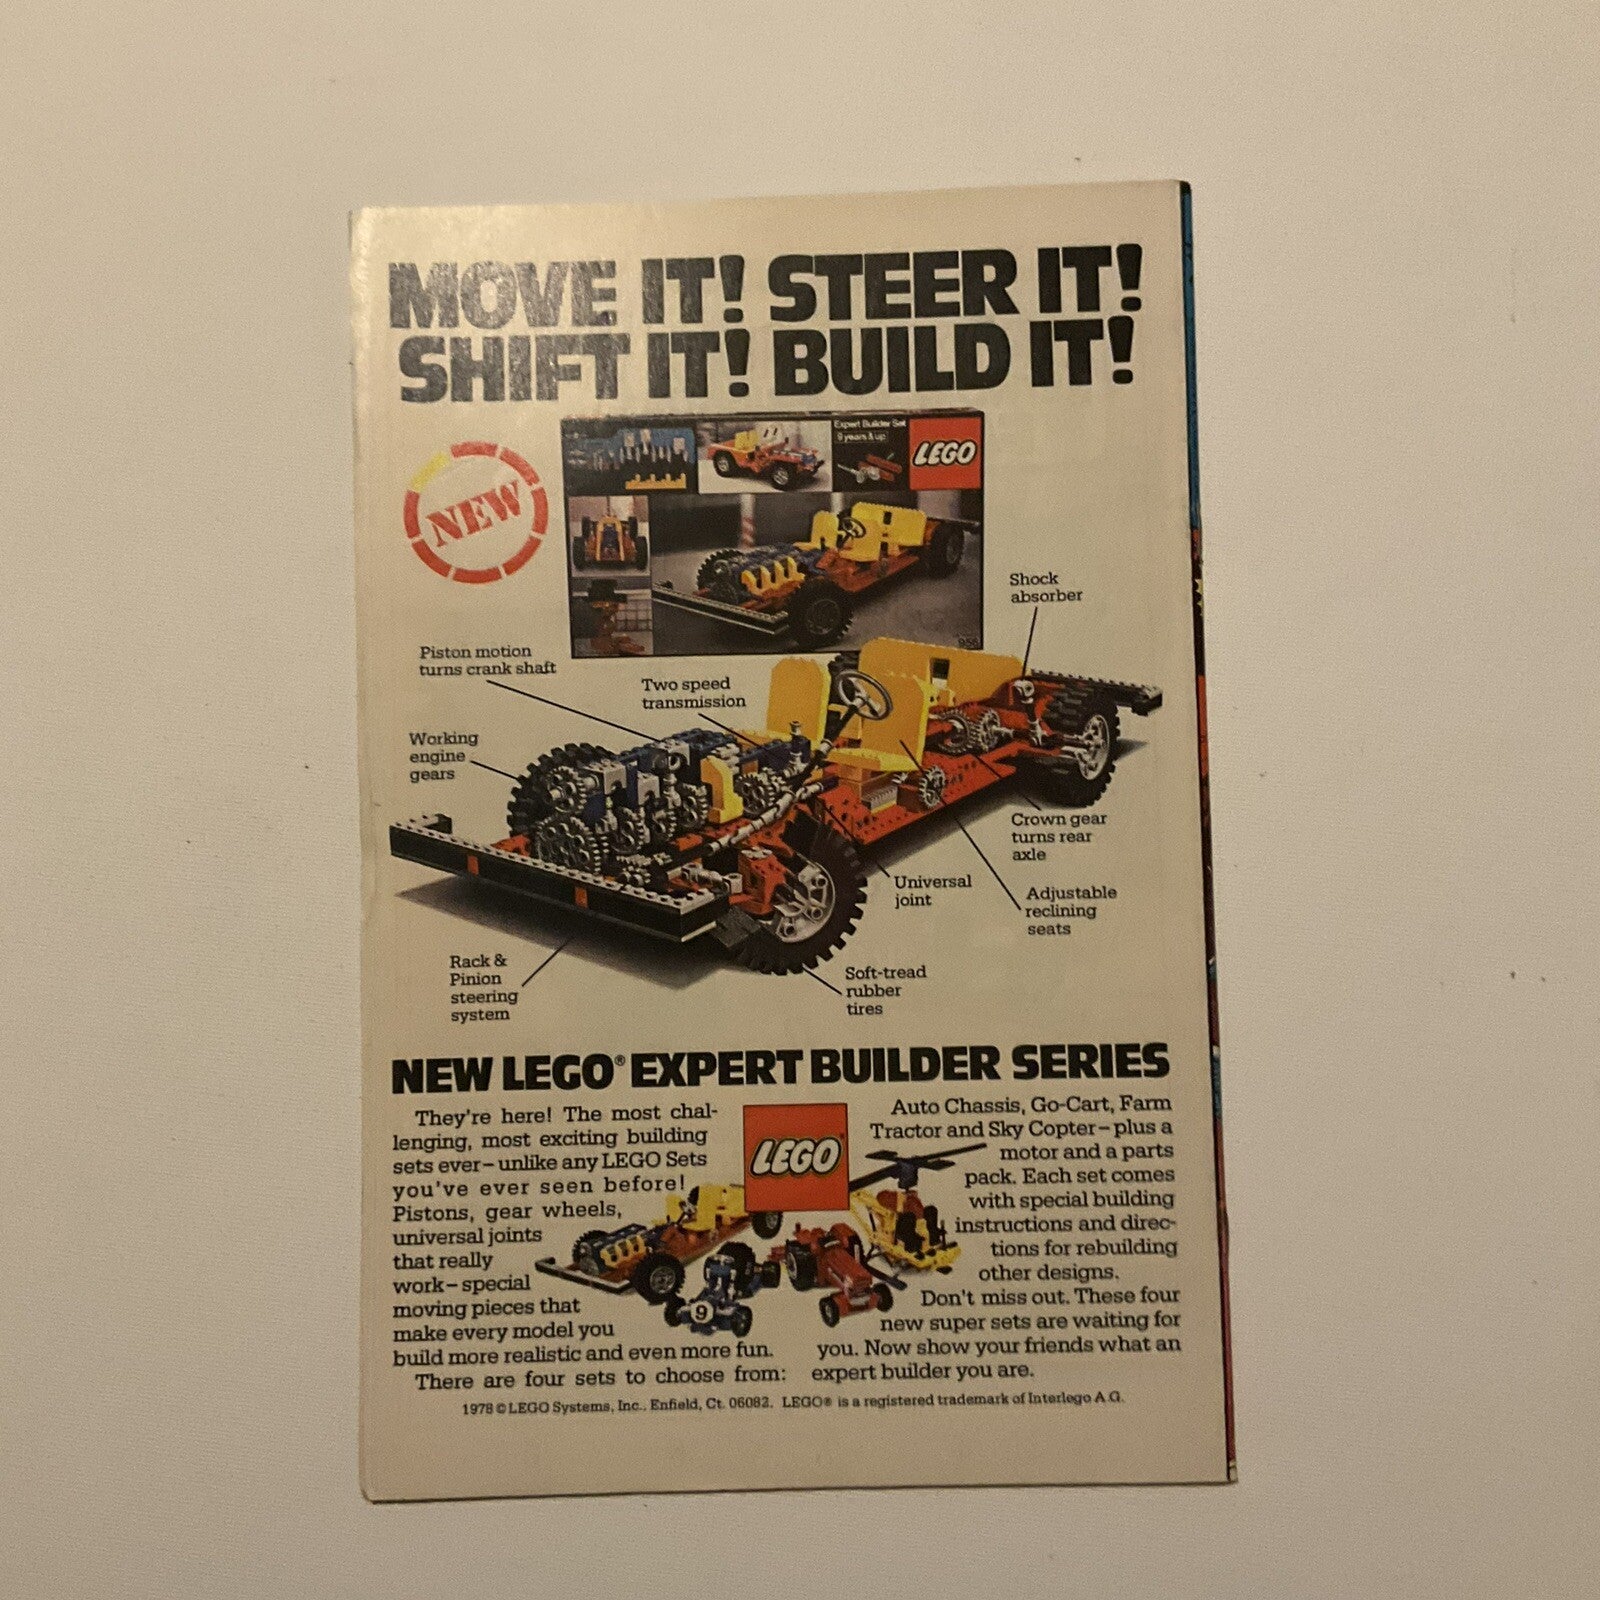 MOVE IT! STEER IT!
SHIFT IT! BUILD IT!
NEW
Expert Builder Set
9 years & up
LEGO
956
Shock
absorber
Piston motion
turns crank shaft
Two speed
transmission
Working
engine
gears
Crown gear
turns rear
axle
Universal
joint
Adjustable
reclining
seats
Rack &
Pinion
steering
system
Soft-tread
rubber
tires
NEW LEGO® EXPERT BUILDER SERIES
They're here! The most chal-
lenging, most exciting building
sets ever–unlike any LEGO Sets
you've ever seen before!
Pistons, gear wheels,
universal joints
that really
work–special
moving pieces that
make every model you
build more realistic and even more fun.
There are four sets to choose from:
LEGO®
9
Auto Chassis, Go-Cart, Farm
Tractor and Sky Copter–plus a
motor and a parts
pack. Each set comes
with special building
instructions and direc-
tions for rebuilding
other designs.
Don't miss out. These four
new super sets are waiting for
you. Now show your friends what an
expert builder you are.
1978 © LEGO Systems, Inc., Enfield, Ct. 06082. LEGO® is a registered trademark of Interlego A.G.